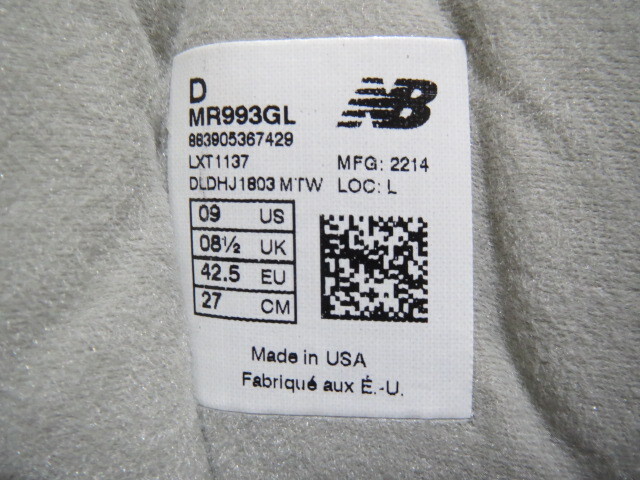 D
NB
MR993GL
883905367429
LXT1137 MFG: 2214
DLDHJ1803 MTW LOC: L
09 US
08½ UK
42.5 EU
27 CM
Made in USA
Fabriqué aux É.-U.